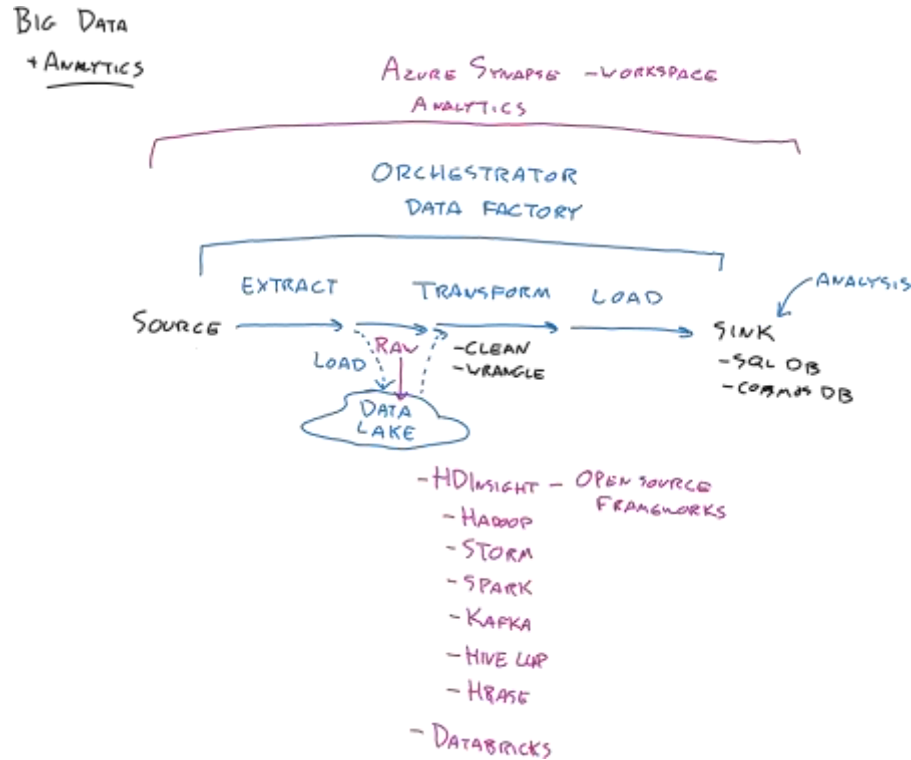 BIG DATA
+ ANALYTICS
AZURE SYNAPSE - WORKSPACE
ANALYTICS
ORCHESTRATOR
DATA FACTORY
EXTRACT
TRANSFORM
LOAD
ANALYSIS
SOURCE
SINK
RAW
- CLEAN
- SQL DB
LOAD
- WRANGLE
- COSMOS DB
DATA
LAKE
- HDINSIGHT - OPEN SOURCE
FRAMEWORKS
- HADOOP
- STORM
- SPARK
- KAFKA
- HIVE LLAP
- HBASE
- DATABRICKS